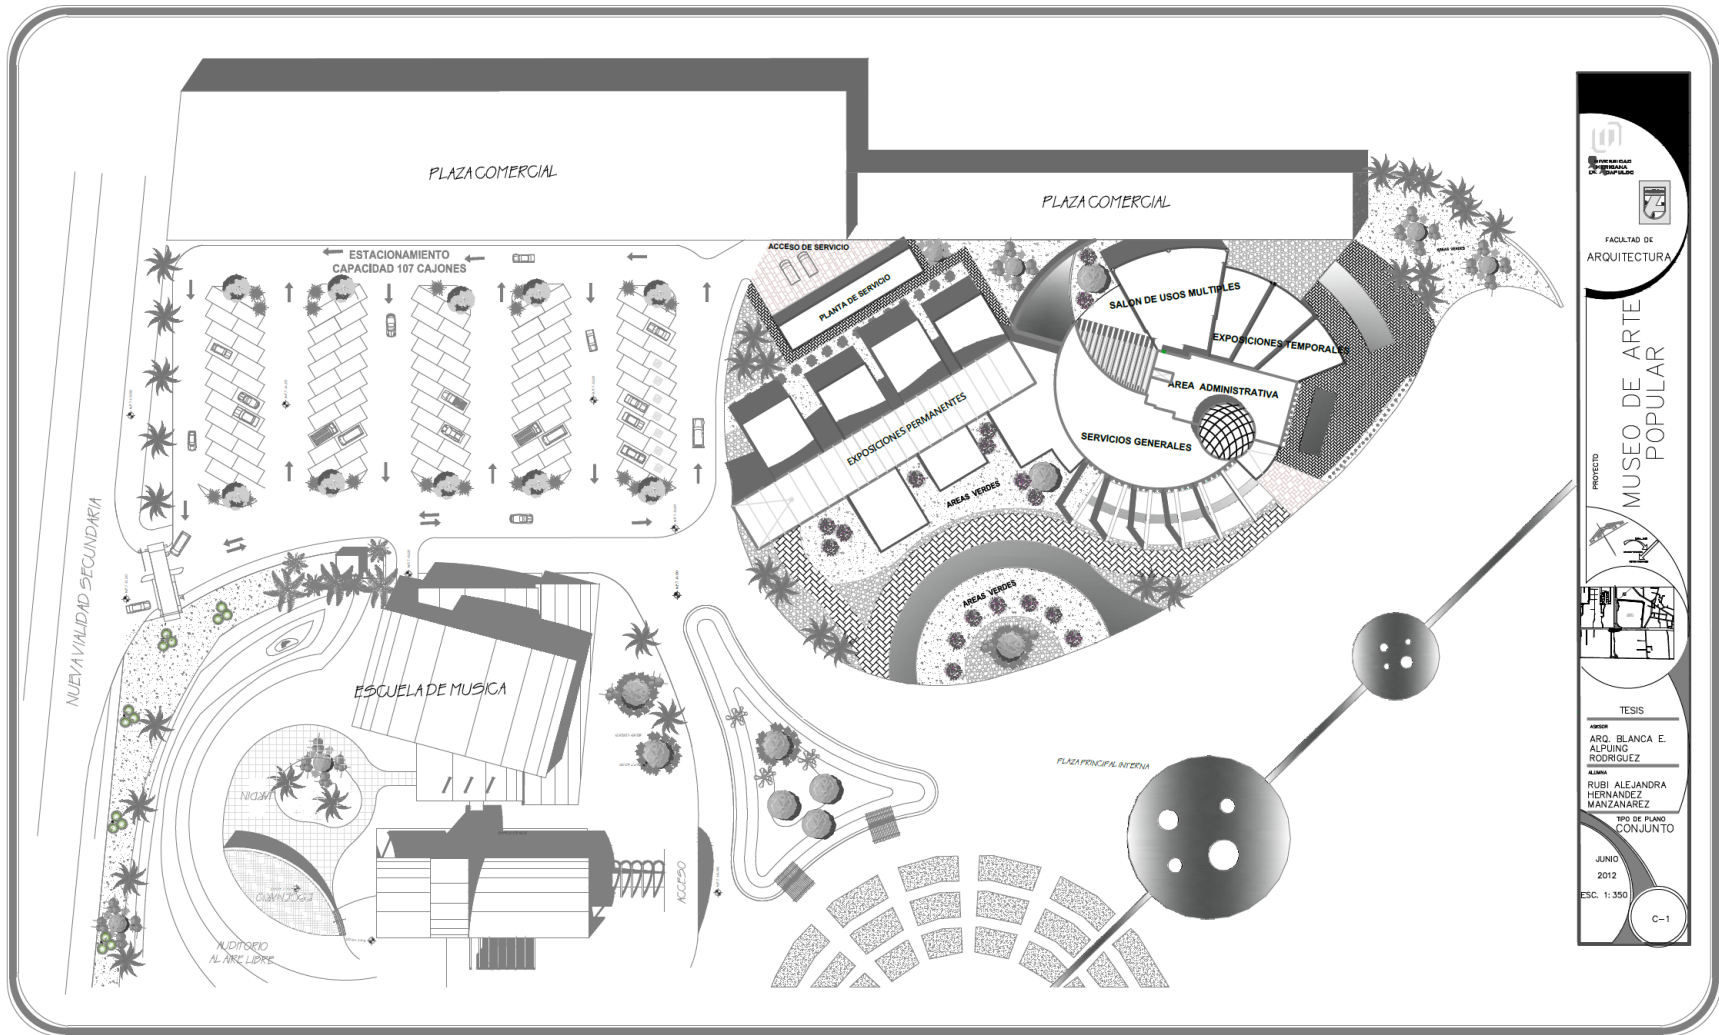 PLAZA COMERCIAL
PLAZA COMERCIAL
ESTACIONAMIENTO
CAPACIDAD 107 CAJONES
ACCESO DE SERVICIO
PLANTA DE SERVICIO
SALON DE USOS MULTIPLES
EXPOSICIONES TEMPORALES
AREA ADMINISTRATIVA
SERVICIOS GENERALES
EXPOSICIONES PERMANENTES
AREAS VERDES
AREAS VERDES
AREAS VERDES
NUEVA VIALIDAD SECUNDARIA
ESCUELA DE MUSICA
JARDIN
ESCENARIO
AUDITORIO
AL AIRE LIBRE
ACCESO
PLAZA PRINCIPAL INTERNA
FACULTAD DE
ARQUITECTURA
PROYECTO
MUSEO DE ARTE
POPULAR
TESIS
ASESOR
ARQ. BLANCA E.
ALPUING
RODRIGUEZ
ALUMNA
RUBI ALEJANDRA
HERNANDEZ
MANZANAREZ
TIPO DE PLANO
CONJUNTO
JUNIO
2012
ESC. 1:350
C-1